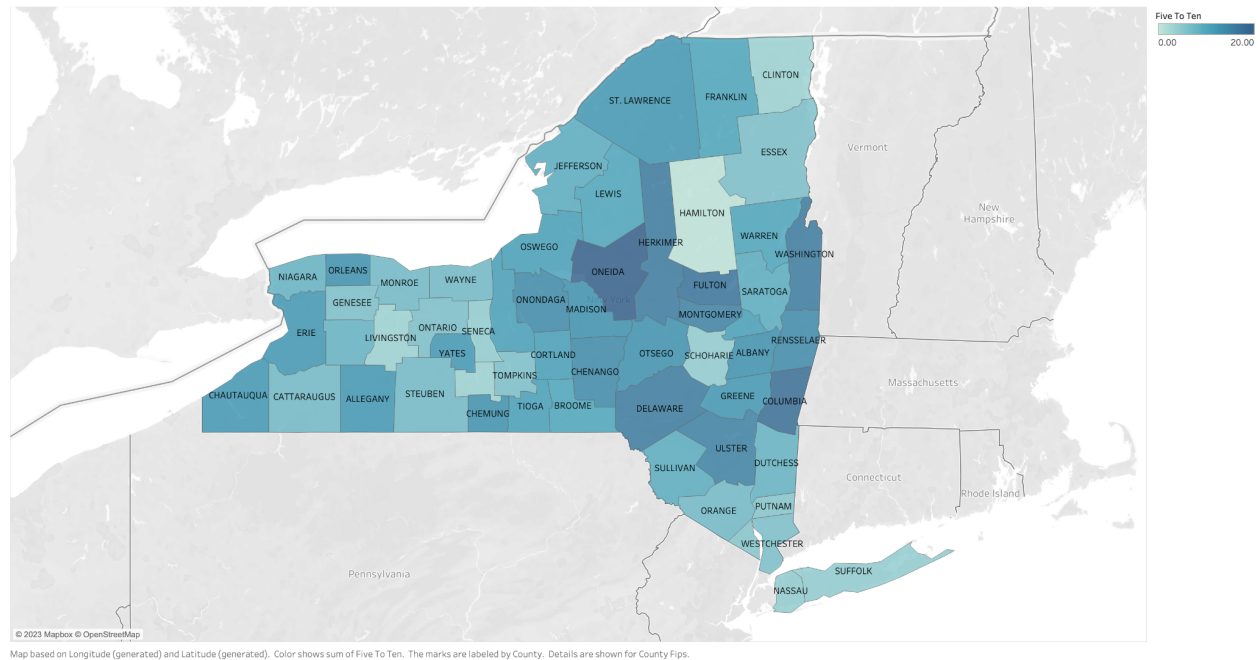 Five To Ten
0.00 20.00
CLINTON
ST. LAWRENCE
FRANKLIN
ESSEX
Vermont
JEFFERSON
LEWIS
New
Hampshire
HAMILTON
WARREN
HERKIMER
OSWEGO
WASHINGTON
ONEIDA
NIAGARA
ORLEANS
MONROE
WAYNE
FULTON
SARATOGA
GENESEE
ONONDAGA
New York
MADISON
MONTGOMERY
ERIE
LIVINGSTON
ONTARIO
SENECA
YATES
CORTLAND
OTSEGO
SCHOHARIE
ALBANY
RENSSELAER
TOMPKINS
CHENANGO
CHAUTAUQUA
CATTARAUGUS
ALLEGANY
STEUBEN
CHEMUNG
TIOGA
BROOME
DELAWARE
GREENE
COLUMBIA
Massachusetts
ULSTER
SULLIVAN
DUTCHESS
Connecticut
Rhode Island
ORANGE
PUTNAM
WESTCHESTER
Pennsylvania
SUFFOLK
NASSAU
© 2023 Mapbox © OpenStreetMap
Map based on Longitude (generated) and Latitude (generated). Color shows sum of Five To Ten. The marks are labeled by County. Details are shown for County Fips.